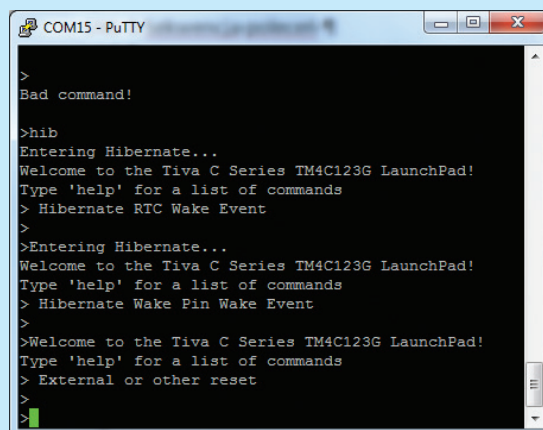 COM15 - PuTTY
>
Bad command!
>hib
Entering Hibernate...
Welcome to the Tiva C Series TM4C123G LaunchPad!
Type 'help' for a list of commands
> Hibernate RTC Wake Event
>
>Entering Hibernate...
Welcome to the Tiva C Series TM4C123G LaunchPad!
Type 'help' for a list of commands
> Hibernate Wake Pin Wake Event
>
>Welcome to the Tiva C Series TM4C123G LaunchPad!
Type 'help' for a list of commands
> External or other reset
>
>